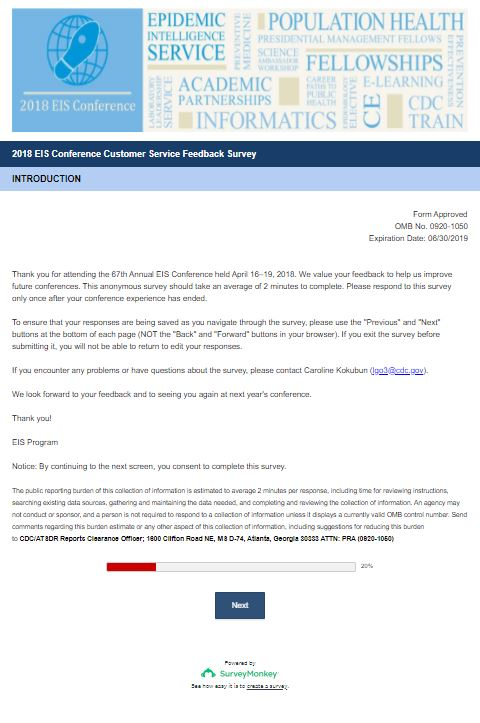 2018 EIS Conference
EPIDEMIC
INTELLIGENCE
SERVICE
PREVENTIVE
MEDICINE
POPULATION HEALTH
PRESIDENTIAL MANAGEMENT FELLOWS
SCIENCE
AMBASSADOR
WORKSHOP
FELLOWSHIPS
PREVENTION
EFFECTIVENESS
LABORATORY
LEADERSHIP
SERVICE
ACADEMIC
PARTNERSHIPS
CAREER
PATHS TO
PUBLIC
HEALTH
EPIDEMIOLOGY
ELECTIVE
E-LEARNING
CE
CDC
TRAIN
INFORMATICS
2018 EIS Conference Customer Service Feedback Survey
INTRODUCTION
Form Approved
OMB No. 0920-1050
Expiration Date: 06/30/2019
Thank you for attending the 67th Annual EIS Conference held April 16–19, 2018. We value your feedback to help us improve
future conferences. This anonymous survey should take an average of 2 minutes to complete. Please respond to this survey
only once after your conference experience has ended.
To ensure that your responses are being saved as you navigate through the survey, please use the "Previous" and "Next"
buttons at the bottom of each page (NOT the "Back" and "Forward" buttons in your browser). If you exit the survey before
submitting it, you will not be able to return to edit your responses.
If you encounter any problems or have questions about the survey, please contact Caroline Kokubun (lgo3@cdc.gov).
We look forward to your feedback and to seeing you again at next year's conference.
Thank you!
EIS Program
Notice: By continuing to the next screen, you consent to complete this survey.
The public reporting burden of this collection of information is estimated to average 2 minutes per response, including time for reviewing instructions,
searching existing data sources, gathering and maintaining the data needed, and completing and reviewing the collection of information. An agency may
not conduct or sponsor, and a person is not required to respond to a collection of information unless it displays a currently valid OMB control number. Send
comments regarding this burden estimate or any other aspect of this collection of information, including suggestions for reducing this burden
to CDC/ATSDR Reports Clearance Officer; 1600 Clifton Road NE, MS D-74, Atlanta, Georgia 30333 ATTN: PRA (0920-1050)
20%
Next
Powered by
SurveyMonkey
See how easy it is to create a survey.